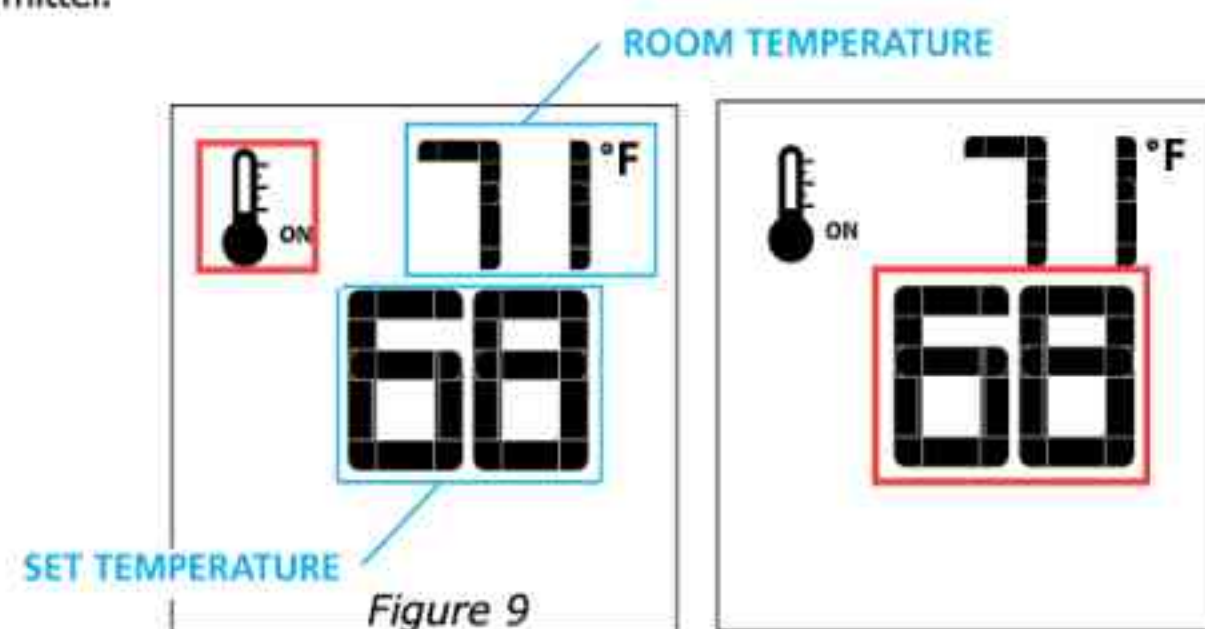 ROOM TEMPERATURE
71 °F
ON
68
SET TEMPERATURE
Figure 9
71 °F
ON
68